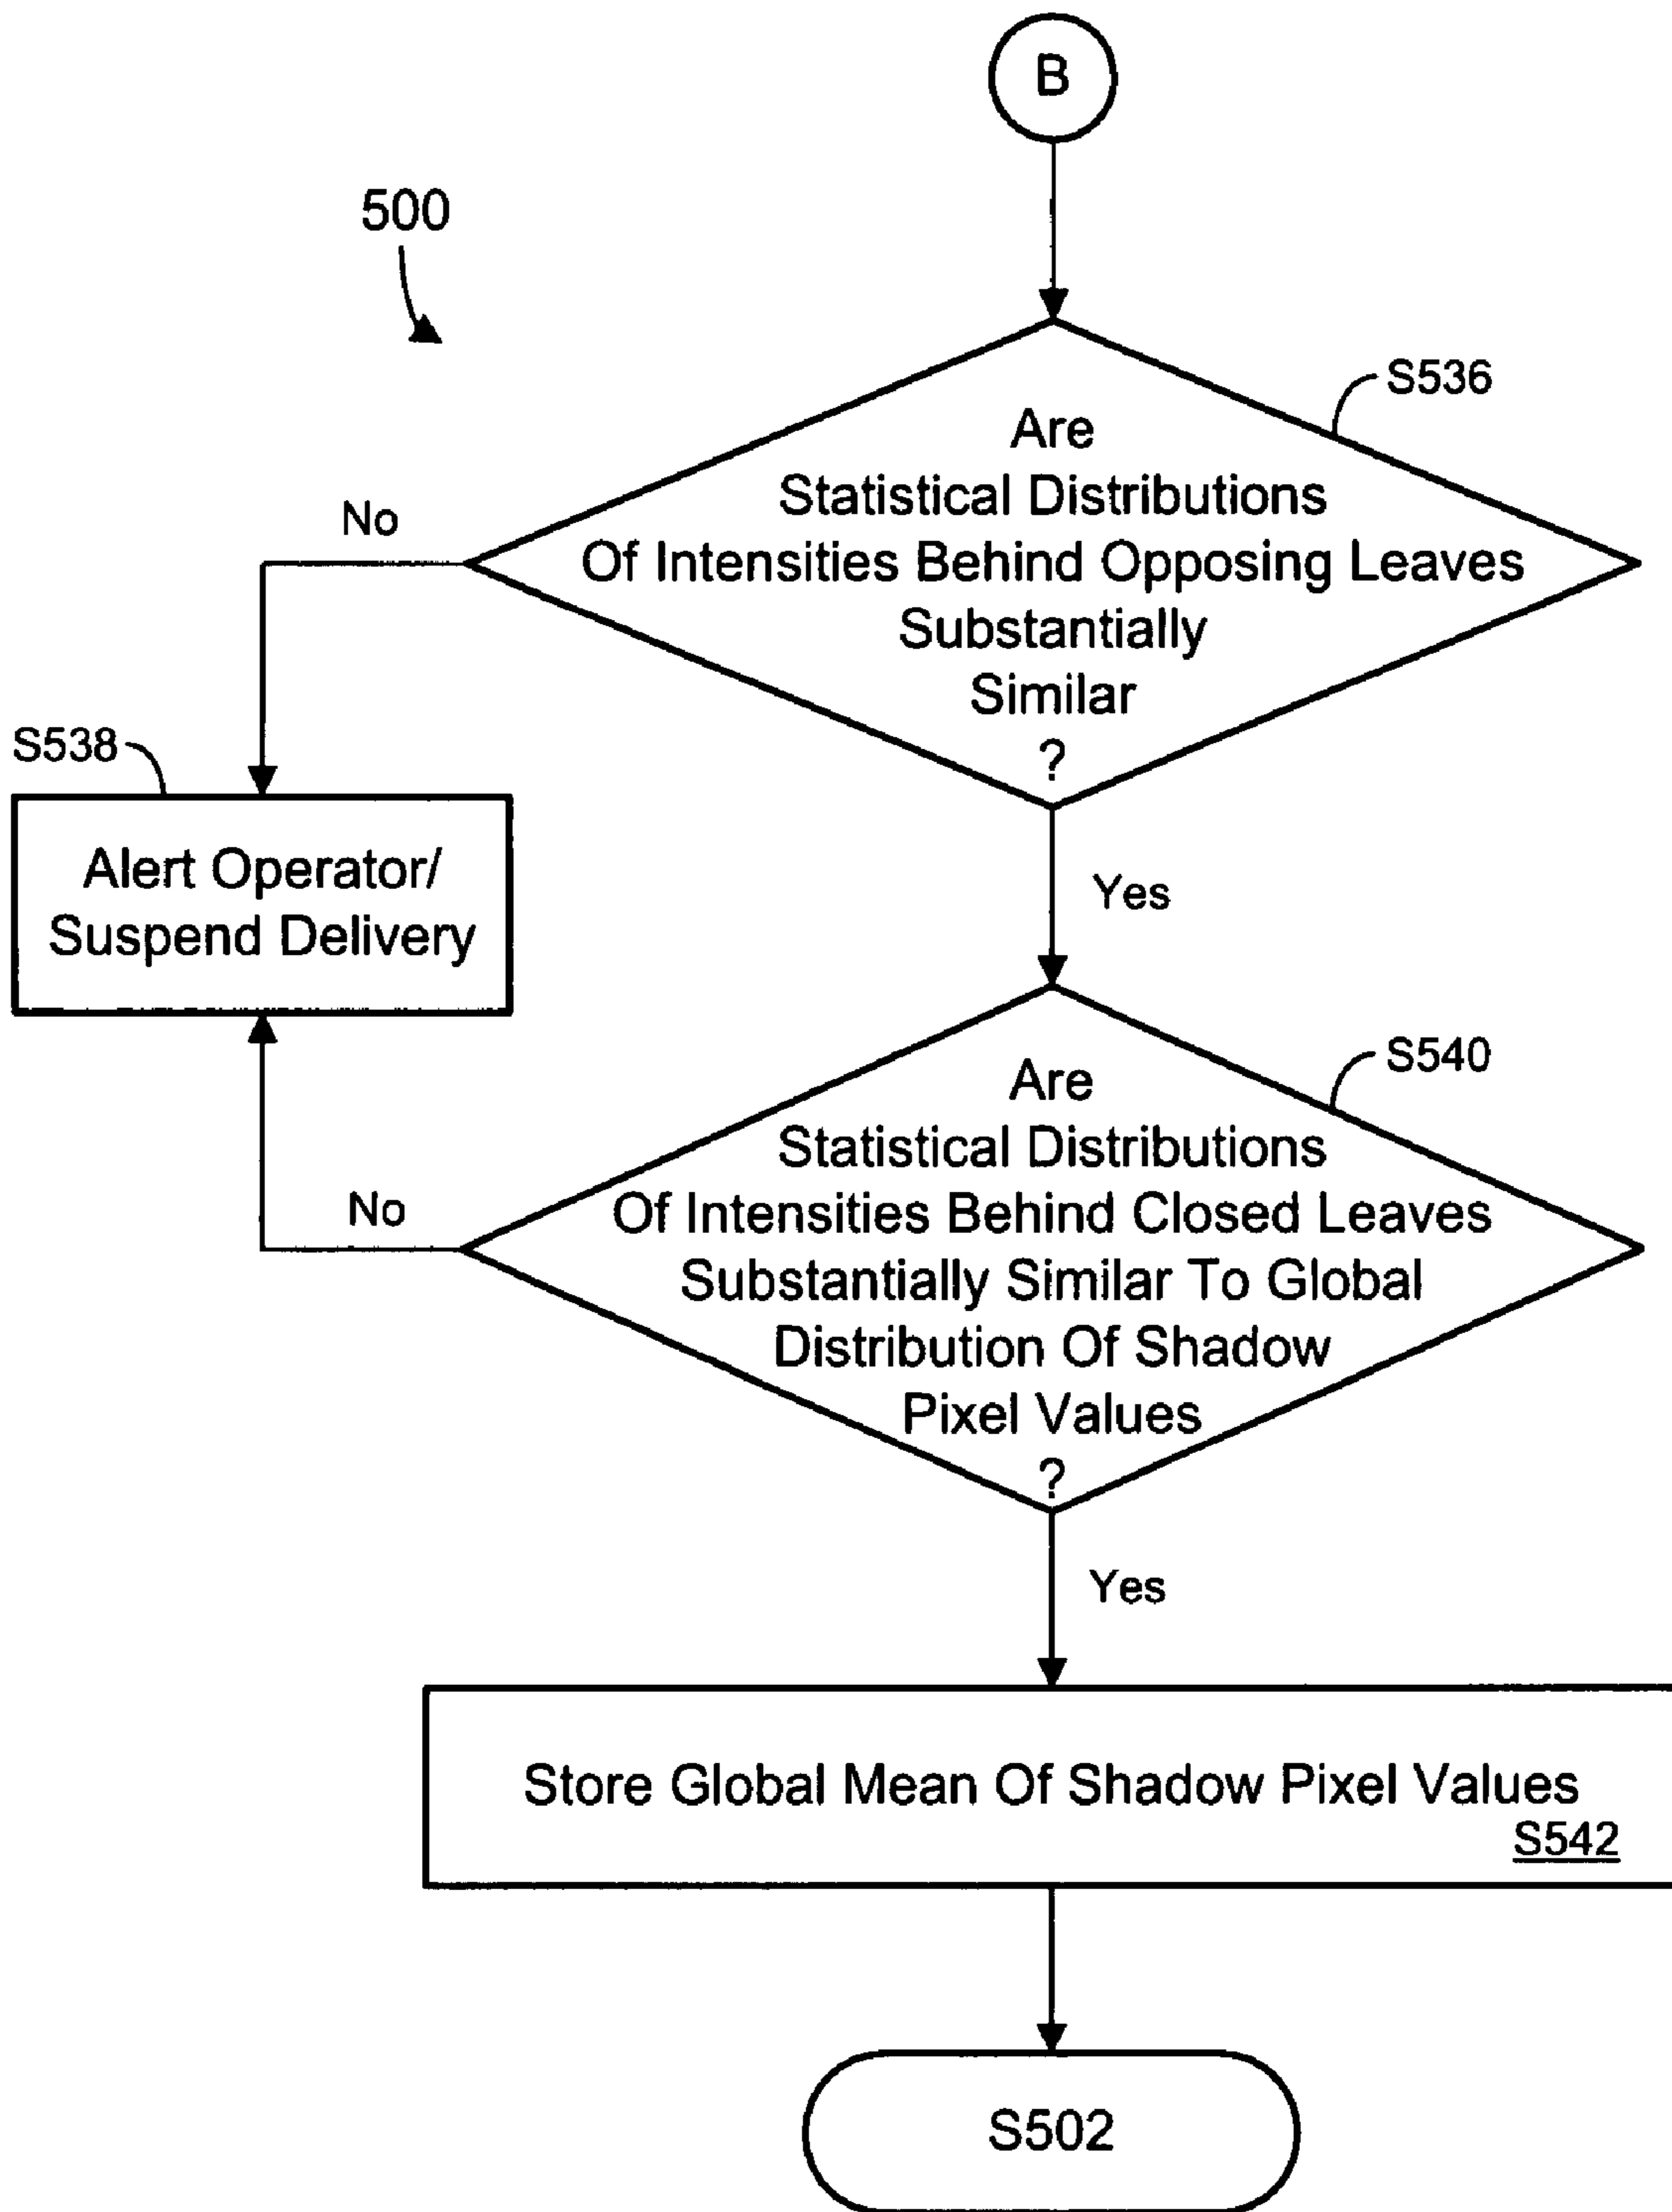 B
500
S536
Are
Statistical Distributions
Of Intensities Behind Opposing Leaves
Substantially
Similar
?
No
S538
Alert Operator/
Suspend Delivery
Yes
S540
Are
Statistical Distributions
Of Intensities Behind Closed Leaves
Substantially Similar To Global
Distribution Of Shadow
Pixel Values
?
No
Yes
Store Global Mean Of Shadow Pixel Values
S542
S502